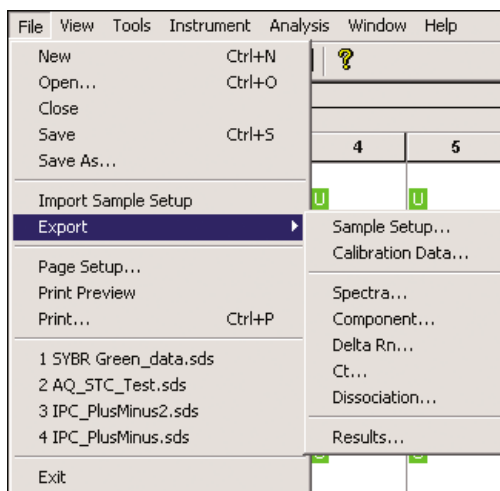 File View Tools Instrument Analysis Window Help
New Ctrl+N
Open... Ctrl+O
Close
Save Ctrl+S
Save As...
Import Sample Setup
Export
Page Setup...
Print Preview
Print... Ctrl+P
1 SYBR Green_data.sds
2 AQ_STC_Test.sds
3 IPC_PlusMinus2.sds
4 IPC_PlusMinus.sds
Exit
?
4 5
U U
Sample Setup...
Calibration Data...
Spectra...
Component...
Delta Rn...
Ct...
Dissociation...
Results...
U U